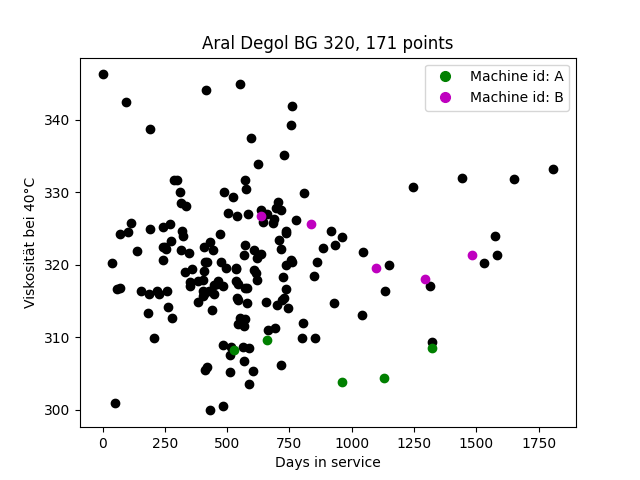 Aral Degol BG 320, 171 points
Machine id: A
Machine id: B
340
330
320
310
300
Viskosität bei 40°C
0 250 500 750 1000 1250 1500 1750
Days in service